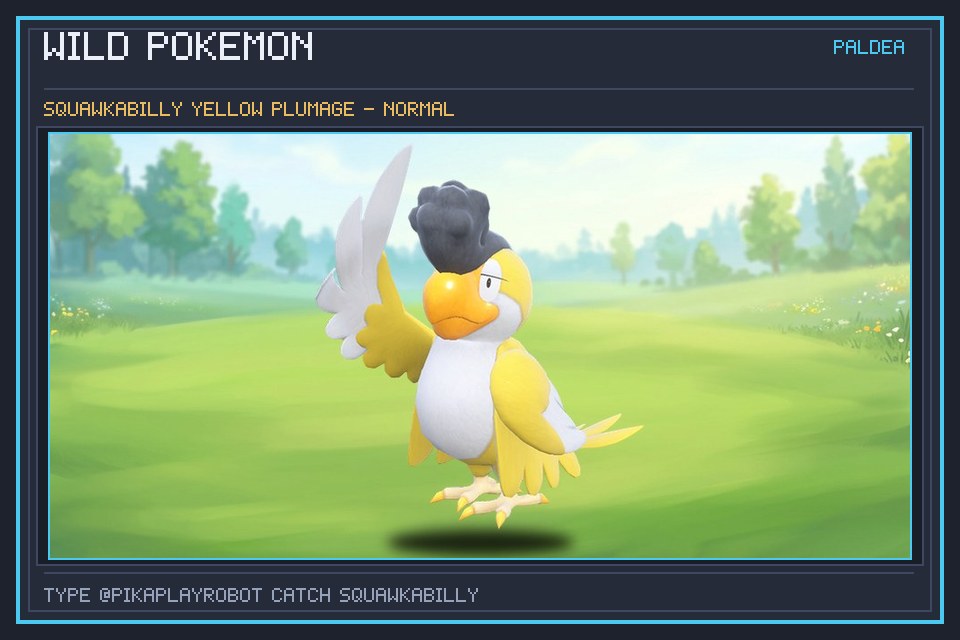 WILD POKEMON
PALDEA
SQUAWKABILLY YELLOW PLUMAGE - NORMAL
TYPE @PIKAPLAYROBOT CATCH SQUAWKABILLY